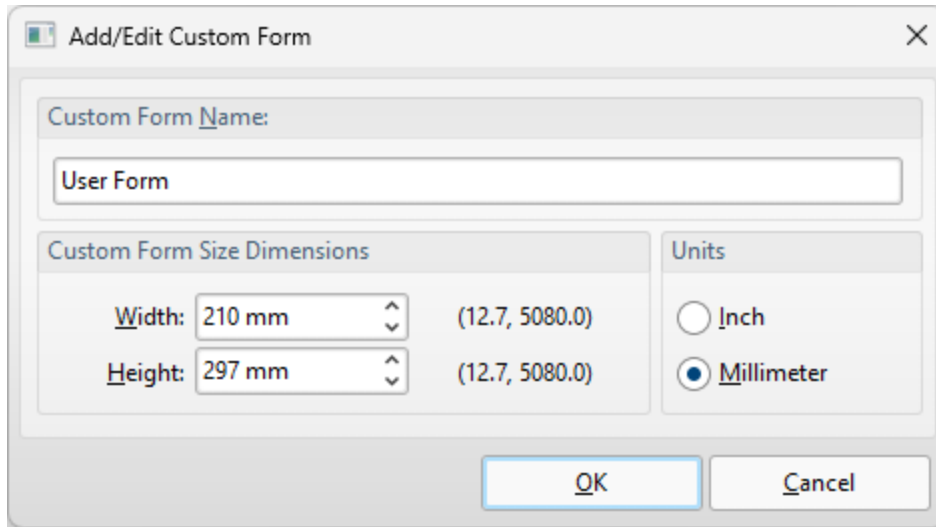 Add/Edit Custom Form
Custom Form Name:
User Form
Custom Form Size Dimensions
Units
Width: 210 mm (12.7, 5080.0)
Inch
Height: 297 mm (12.7, 5080.0)
Millimeter
OK
Cancel